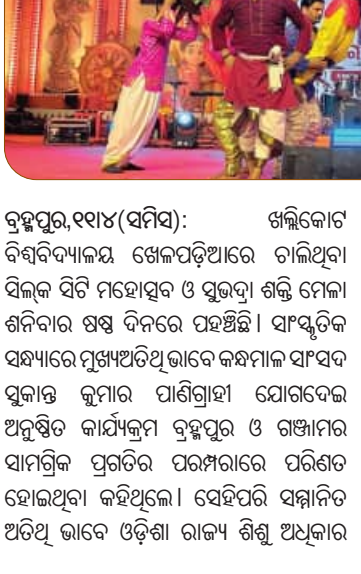 ବ୍ରହ୍ମପୁର,୧୧।୪(ସମିସ): ଖଲ୍ଲିକୋଟ
ବିଶ୍ୱବିଦ୍ୟାଳୟ ଖେଳପଡ଼ିଆରେ ଚାଲିଥିବା
ସିଲ୍‌କ ସିଟି ମହୋତ୍ସବ ଓ ସୁଭଦ୍ରା ଶକ୍ତି ମେଳା
ଶନିବାର ଷଷ୍ଠ ଦିନରେ ପହଞ୍ଚିଛି। ସାଂସ୍କୃତିକ
ସନ୍ଧ୍ୟାରେ ମୁଖ୍ୟଅତିଥି ଭାବେ କନ୍ଧମାଳ ସାଂସଦ
ସୁକାନ୍ତ କୁମାର ପାଣିଗ୍ରାହୀ ଯୋଗଦେଇ
ଅନୁଷ୍ଠିତ କାର୍ଯ୍ୟକ୍ରମ ବ୍ରହ୍ମପୁର ଓ ଗଞ୍ଜାମର
ସାମଗ୍ରିକ ପ୍ରଗତିର ପରମ୍ପରାରେ ପରିଣତ
ହୋଇଥିବା କହିଥିଲେ। ସେହିପରି ସମ୍ମାନିତ
ଅତିଥି ଭାବେ ଓଡ଼ିଶା ରାଜ୍ୟ ଶିଶୁ ଅଧିକାର